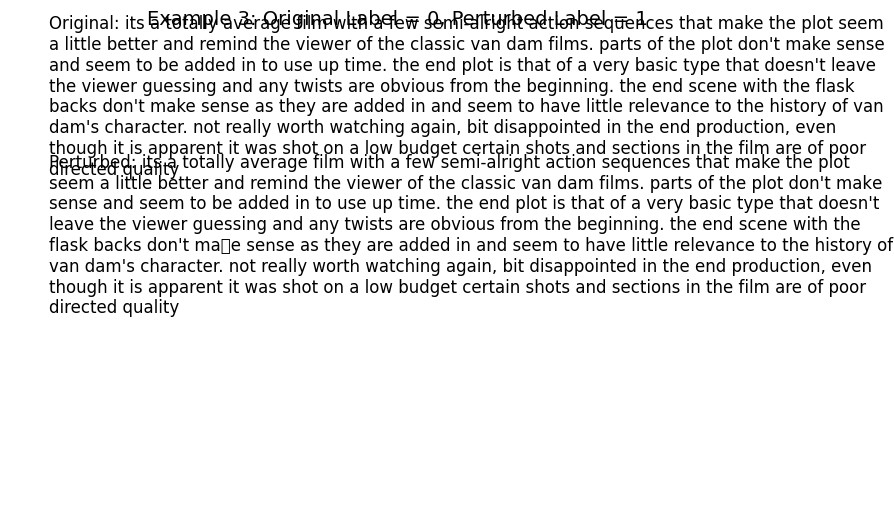 Example 3: Original Label = 0, Perturbed Label = 1
Original: its a totally average film with a few semi-alright action sequences that make the plot seem
a little better and remind the viewer of the classic van dam films. parts of the plot don't make sense
and seem to be added in to use up time. the end plot is that of a very basic type that doesn't leave
the viewer guessing and any twists are obvious from the beginning. the end scene with the flask
backs don't make sense as they are added in and seem to have little relevance to the history of van
dam's character. not really worth watching again, bit disappointed in the end production, even
though it is apparent it was shot on a low budget certain shots and sections in the film are of poor
directed quality
Perturbed: its a totally average film with a few semi-alright action sequences that make the plot
seem a little better and remind the viewer of the classic van dam films. parts of the plot don't make
sense and seem to be added in to use up time. the end plot is that of a very basic type that doesn't
leave the viewer guessing and any twists are obvious from the beginning. the end scene with the
flask backs don't ma▯e sense as they are added in and seem to have little relevance to the history of
van dam's character. not really worth watching again, bit disappointed in the end production, even
though it is apparent it was shot on a low budget certain shots and sections in the film are of poor
directed quality